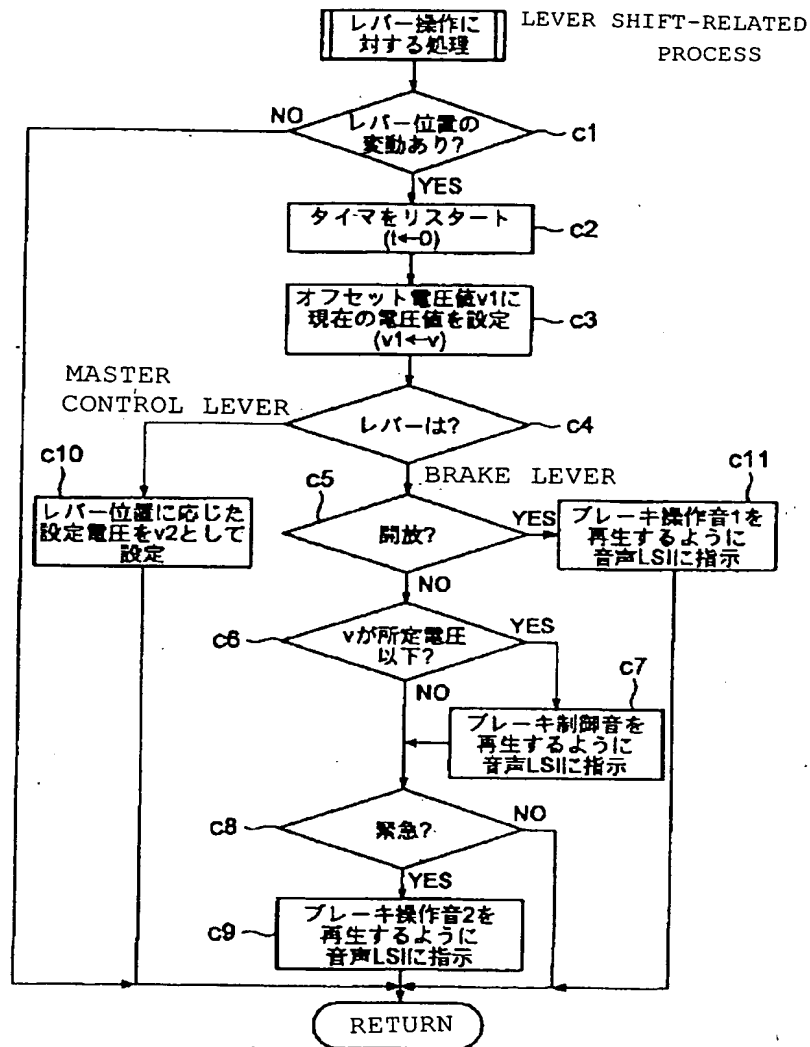 レバー操作に
対する処理
LEVER SHIFT-RELATED
PROCESS
NO
レバー位置の
変動あり?
c1
YES
タイマをリスタート
(t←0)
c2
オフセット電圧値v1に
現在の電圧値を設定
(v1←v)
c3
MASTER
CONTROL LEVER
レバーは?
c4
c10
レバー位置に応じた
設定電圧をv2として
設定
BRAKE LEVER
c5
開放?
YES
c11
ブレーキ操作音1を
再生するように
音声LSIに指示
NO
c6
vが所定電圧
以下?
YES
NO
c7
ブレーキ制御音を
再生するように
音声LSIに指示
c8
緊急?
NO
YES
c9
ブレーキ操作音2を
再生するように
音声LSIに指示
RETURN